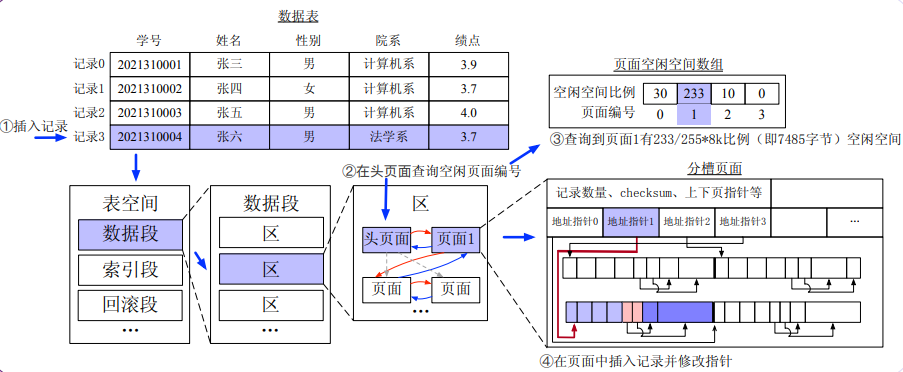 数据表
学号 姓名 性别 院系 绩点
记录0 2021310001 张三 男 计算机系 3.9
记录1 2021310002 张四 女 计算机系 3.7
记录2 2021310003 张五 男 计算机系 4.0
记录3 2021310004 张六 男 法学系 3.7
①插入记录
页面空闲空间数组
空闲空间比例 30 233 10 0
页面编号 0 1 2 3
③查询到页面1有233/255*8k比例（即7485字节）空闲空间
②在头页面查询空闲页面编号
表空间
数据段
索引段
回滚段
…
数据段
区
区
区
…
区
头页面 页面1
页面 页面
…
分槽页面
记录数量、checksum、上下页指针等
地址指针0 地址指针1 地址指针2 地址指针3 …
④在页面中插入记录并修改指针